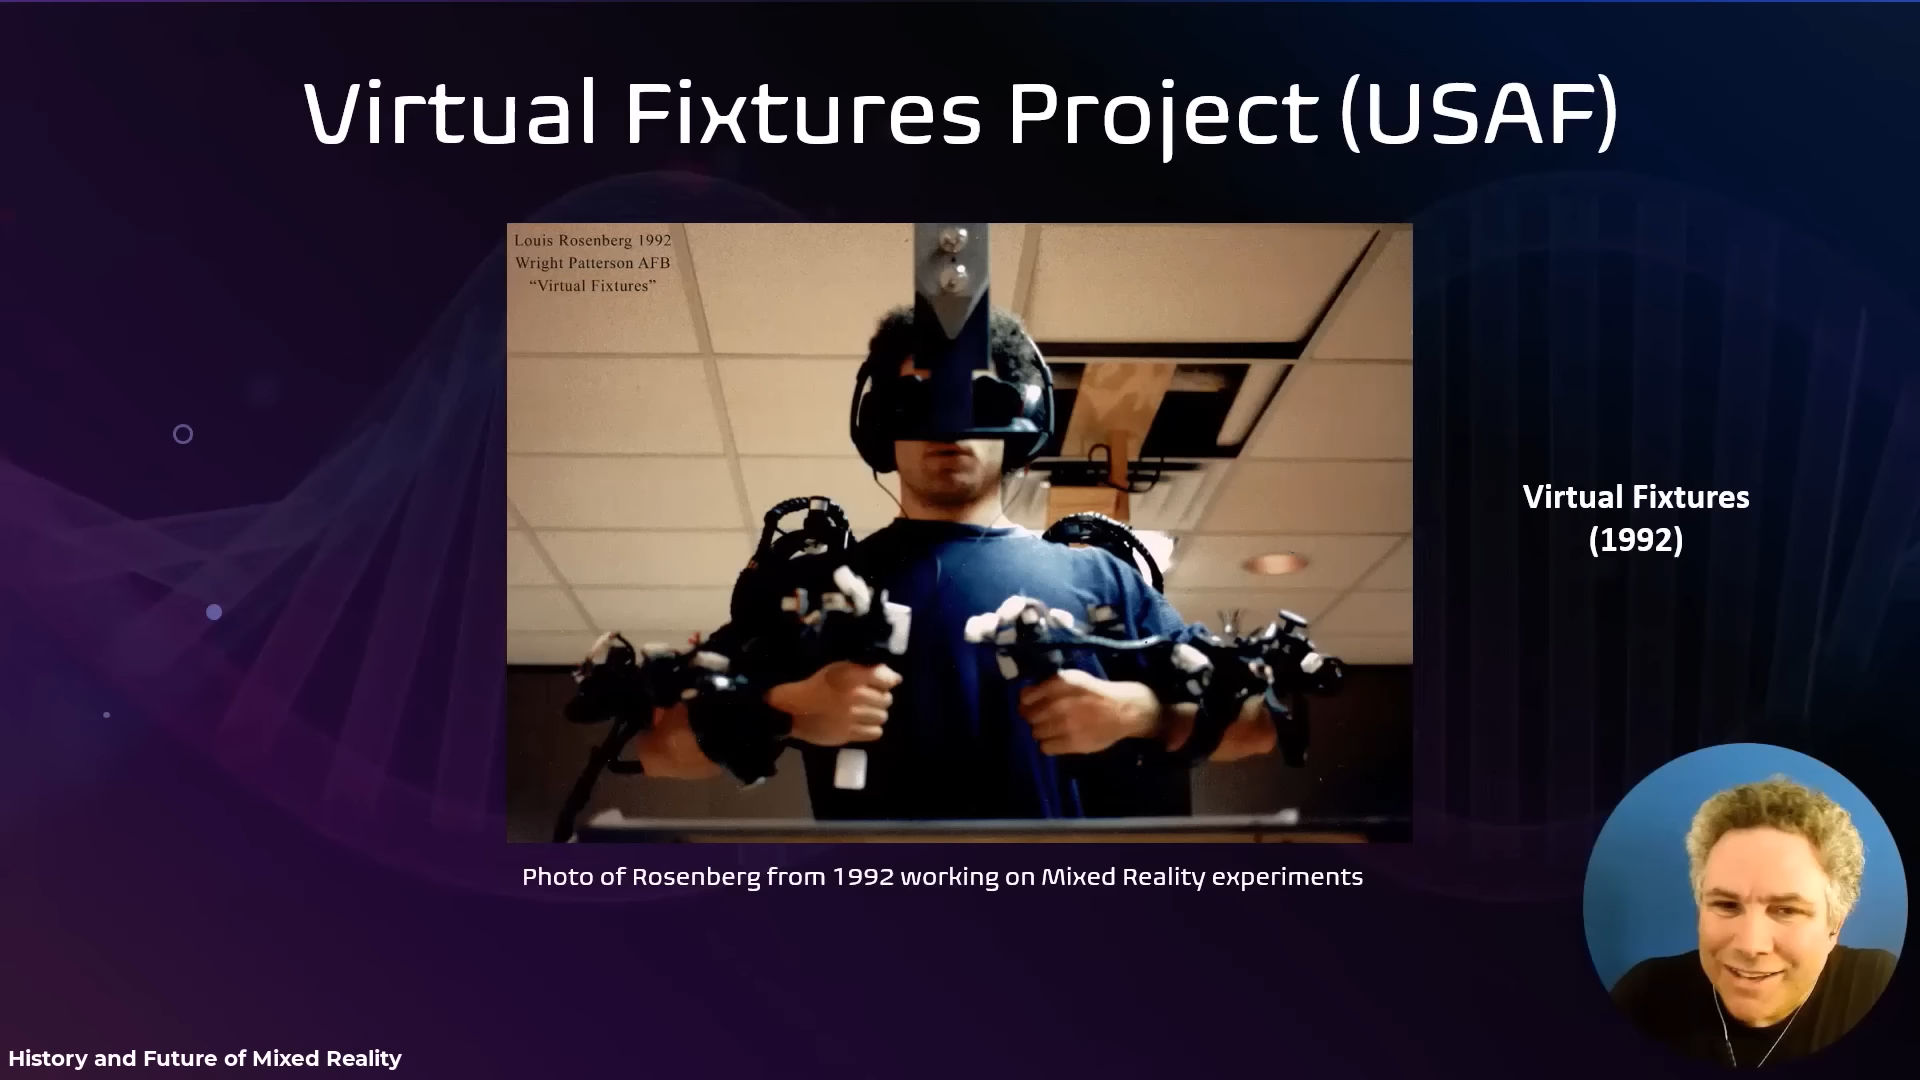 Virtual Fixtures Project (USAF)
Louis Rosenberg 1992
Wright Patterson AFB
“Virtual Fixtures”
Virtual Fixtures
(1992)
Photo of Rosenberg from 1992 working on Mixed Reality experiments
History and Future of Mixed Reality